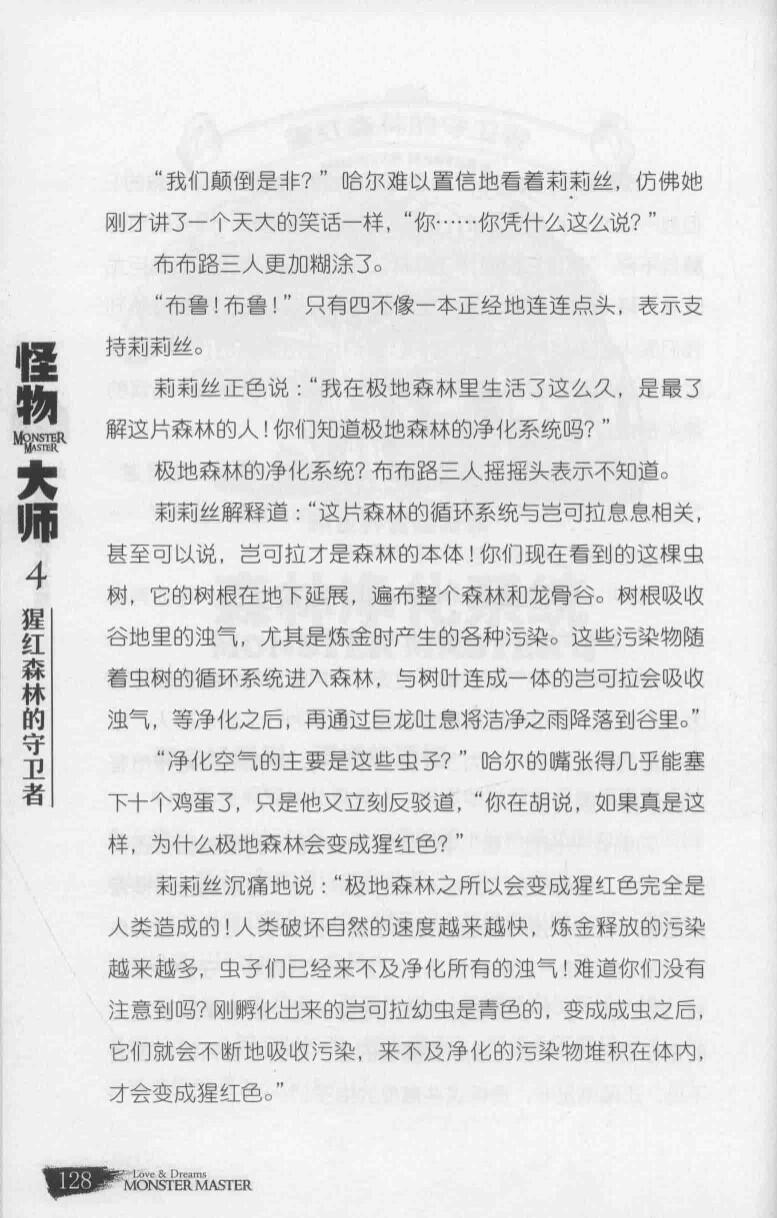 “我们颠倒是非？”哈尔难以置信地看着莉莉丝，仿佛她
刚才讲了一个天大的笑话一样，“你……你凭什么这么说？”
布布路三人更加糊涂了。
“布鲁！布鲁！”只有四不像一本正经地连连点头，表示支
持莉莉丝。
莉莉丝正色说：“我在极地森林里生活了这么久，是最了
解这片森林的人！你们知道极地森林的净化系统吗？”
极地森林的净化系统？布布路三人摇摇头表示不知道。
莉莉丝解释道：“这片森林的循环系统与岂可拉息息相关，
甚至可以说，岂可拉才是森林的本体！你们现在看到的这棵虫
树，它的树根在地下延展，遍布整个森林和龙骨谷。树根吸收
谷地里的浊气，尤其是炼金时产生的各种污染。这些污染物随
着虫树的循环系统进入森林，与树叶连成一体的岂可拉会吸收
浊气，等净化之后，再通过巨龙吐息将洁净之雨降落到谷里。”
“净化空气的主要是这些虫子？”哈尔的嘴张得几乎能塞
下十个鸡蛋了，只是他又立刻反驳道，“你在胡说，如果真是这
样，为什么极地森林会变成猩红色？”
莉莉丝沉痛地说：“极地森林之所以会变成猩红色完全是
人类造成的！人类破坏自然的速度越来越快，炼金释放的污染
越来越多，虫子们已经来不及净化所有的浊气！难道你们没有
注意到吗？刚孵化出来的岂可拉幼虫是青色的，变成成虫之后，
它们就会不断地吸收污染，来不及净化的污染物堆积在体内，
才会变成猩红色。”
怪物
MONSTER
MASTER
大师
4
猩红森林的守卫者
128
Love & Dreams
MONSTER MASTER